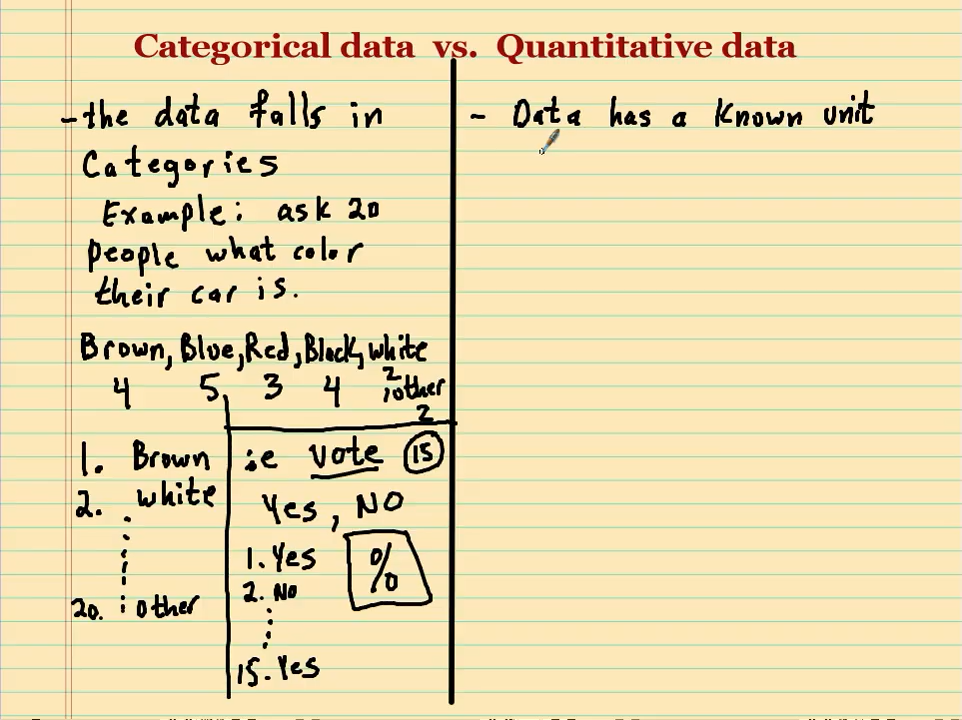 Categorical data vs. Quantitative data
- the data falls in
Categories
Example: ask 20
people what color
their car is.
Brown, Blue, Red, Black, white
4 5 3 4 2
, other
2
1. Brown
2. white
20. other
ie vote 15
Yes, NO
1. Yes
2. No
15. Yes
%
- Data has a known unit